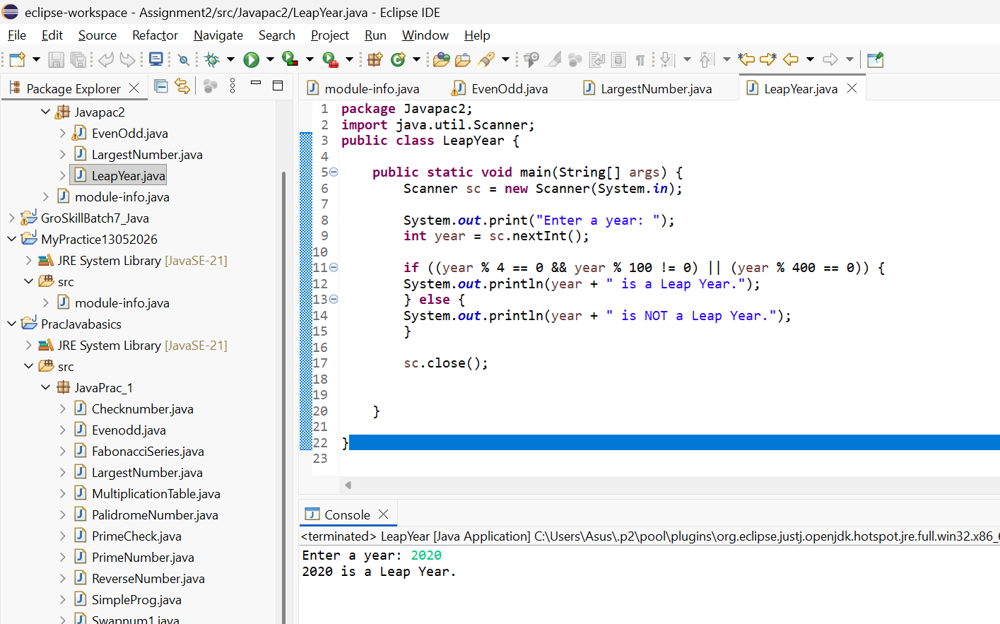 eclipse-workspace - Assignment2/src/Javapac2/LeapYear.java - Eclipse IDE
File Edit Source Refactor Navigate Search Project Run Window Help
Package Explorer
Javapac2
EvenOdd.java
LargestNumber.java
LeapYear.java
module-info.java
GroSkillBatch7_Java
MyPractice13052026
JRE System Library [JavaSE-21]
src
module-info.java
PracJavabasics
JRE System Library [JavaSE-21]
src
JavaPrac_1
Checknumber.java
Evenodd.java
FabonacciSeries.java
LargestNumber.java
MultiplicationTable.java
PalidromeNumber.java
PrimeCheck.java
PrimeNumber.java
ReverseNumber.java
SimpleProg.java
Swapnum1.java
module-info.java EvenOdd.java LargestNumber.java LeapYear.java
1 package Javapac2;
2 import java.util.Scanner;
3 public class LeapYear {
4
5 public static void main(String[] args) {
6 Scanner sc = new Scanner(System.in);
7
8 System.out.print("Enter a year: ");
9 int year = sc.nextInt();
10
11 if ((year % 4 == 0 && year % 100 != 0) || (year % 400 == 0)) {
12 System.out.println(year + " is a Leap Year.");
13 } else {
14 System.out.println(year + " is NOT a Leap Year.");
15 }
16
17 sc.close();
18
19
20 }
21
22 }
23
Console
<terminated> LeapYear [Java Application] C:\Users\Asus\.p2\pool\plugins\org.eclipse.justj.openjdk.hotspot.jre.full.win32.x86_6
Enter a year: 2020
2020 is a Leap Year.